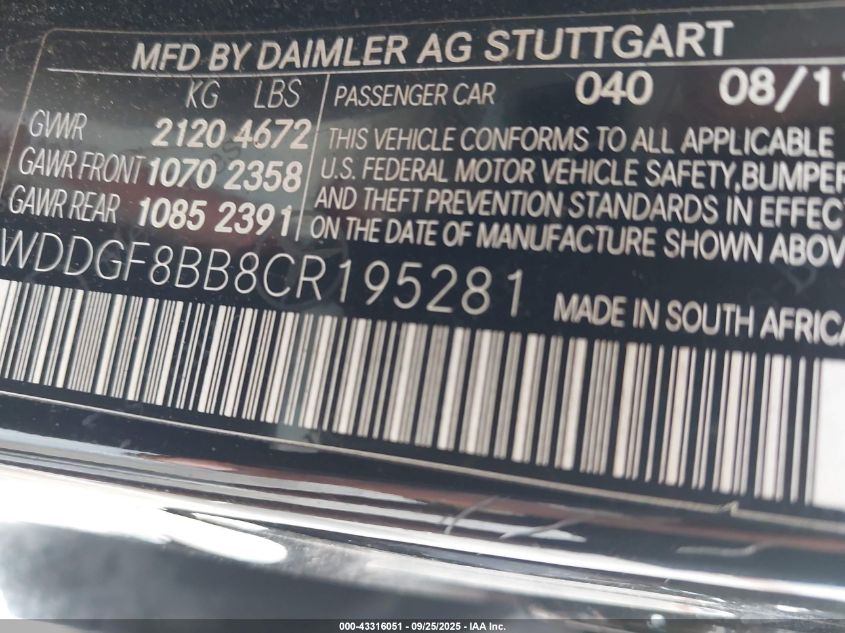 MFD BY DAIMLER AG STUTTGART
KG LBS
GVWR 2120 4672
GAWR FRONT 1070 2358
GAWR REAR 1085 2391
PASSENGER CAR 040 08/11
THIS VEHICLE CONFORMS TO ALL APPLICABLE
U.S. FEDERAL MOTOR VEHICLE SAFETY, BUMPER
AND THEFT PREVENTION STANDARDS IN EFFECT
ON THE DATE OF MANUFACTURE SHOWN ABOV
WDDGF8BB8CR195281 MADE IN SOUTH AFRICA
000-43316051 - 09/25/2025 - IAA Inc.